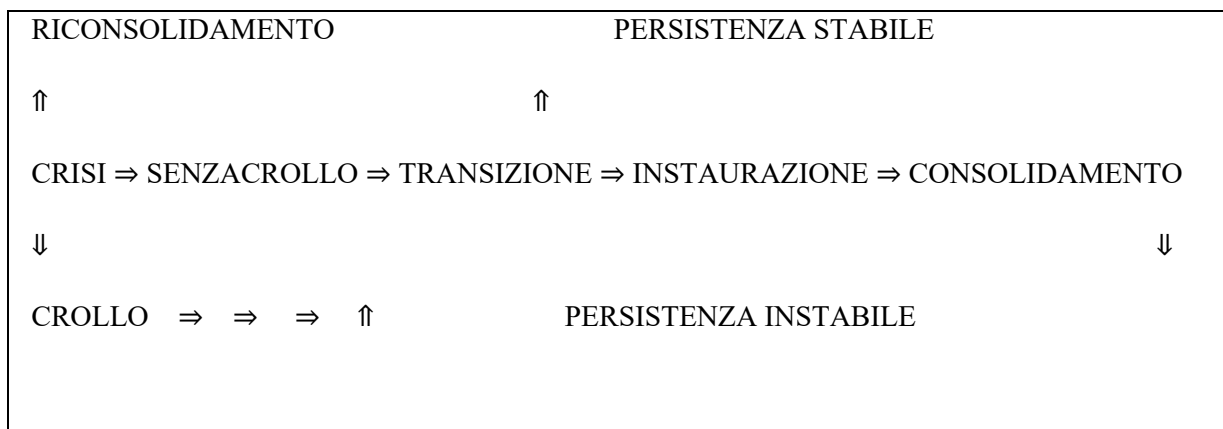 RICONSOLIDAMENTO PERSISTENZA STABILE
⇑ ⇑
CRISI ⇒ SENZACROLLO ⇒ TRANSIZIONE ⇒ INSTAURAZIONE ⇒ CONSOLIDAMENTO
⇓ ⇓
CROLLO ⇒ ⇒ ⇒ ⇑ PERSISTENZA INSTABILE